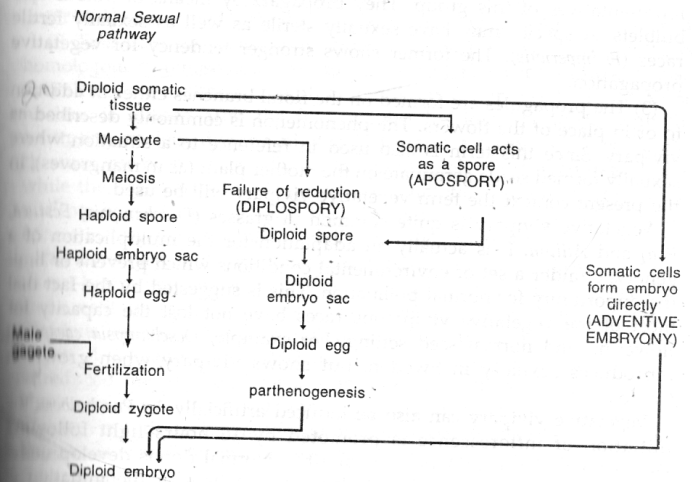 Normal Sexual
pathway
Diploid somatic
tissue
Meiocyte
Meiosis
Haploid spore
Haploid embryo sac
Haploid egg
Male
gagete
Fertilization
Diploid zygote
Diploid embryo
Failure of reduction
(DIPLOSPORY)
Diploid spore
Diploid
embryo sac
Diploid egg
parthenogenesis
Somatic cell acts
as a spore
(APOSPORY)
Somatic cells
form embryo
directly
(ADVENTIVE
EMBRYONY)